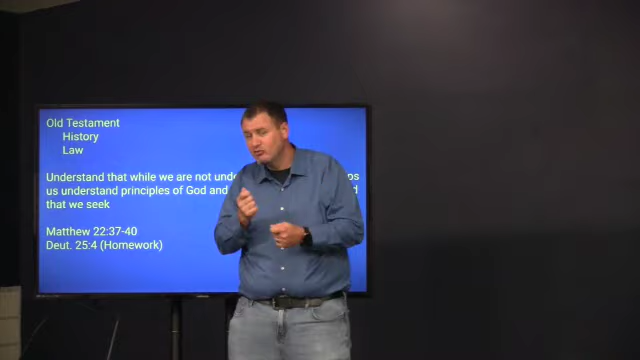 Old Testament
History
Law
Understand that while we are not ps
us understand principles of God and d
that we seek
Matthew 22:37-40
Deut. 25:4 (Homework)